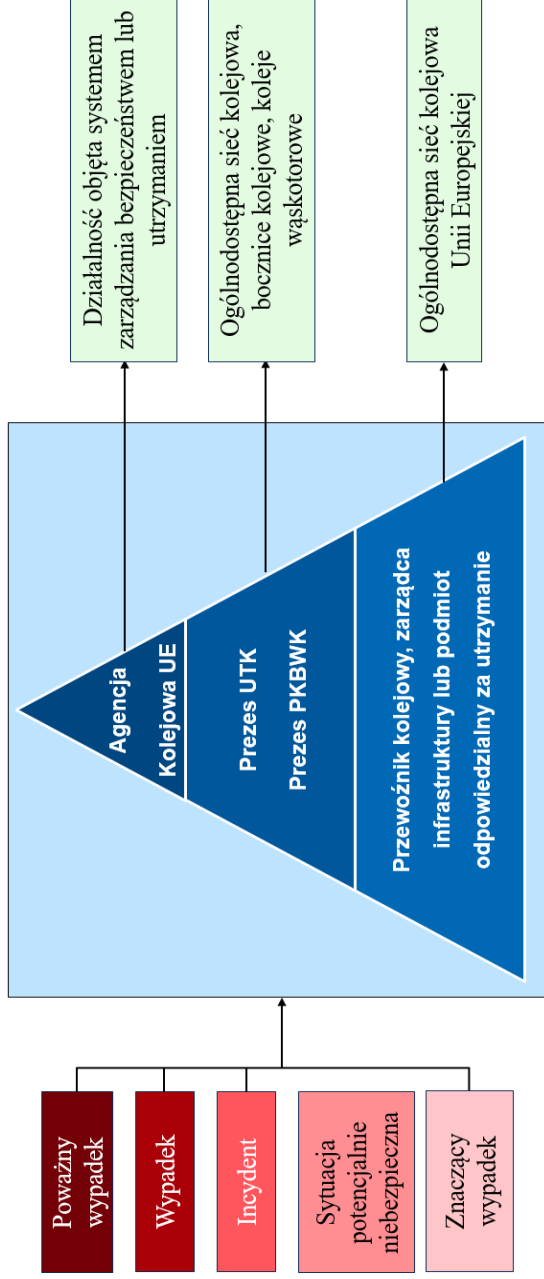 Poważny
wypadek
Wypadek
Incydent
Sytuacja
potencjalnie
niebezpieczna
Znaczący
wypadek
Agencja
Kolejowa UE
Prezes UTK
Prezes PKBWK
Przewoźnik kolejowy, zarządca
infrastruktury lub podmiot
odpowiedzialny za utrzymanie
Działalność objęta systemem
zarządzania bezpieczeństwem lub
utrzymaniem
Ogólnodostępna sieć kolejowa,
bocznice kolejowe, koleje
wąskotorowe
Ogólnodostępna sieć kolejowa
Unii Europejskiej